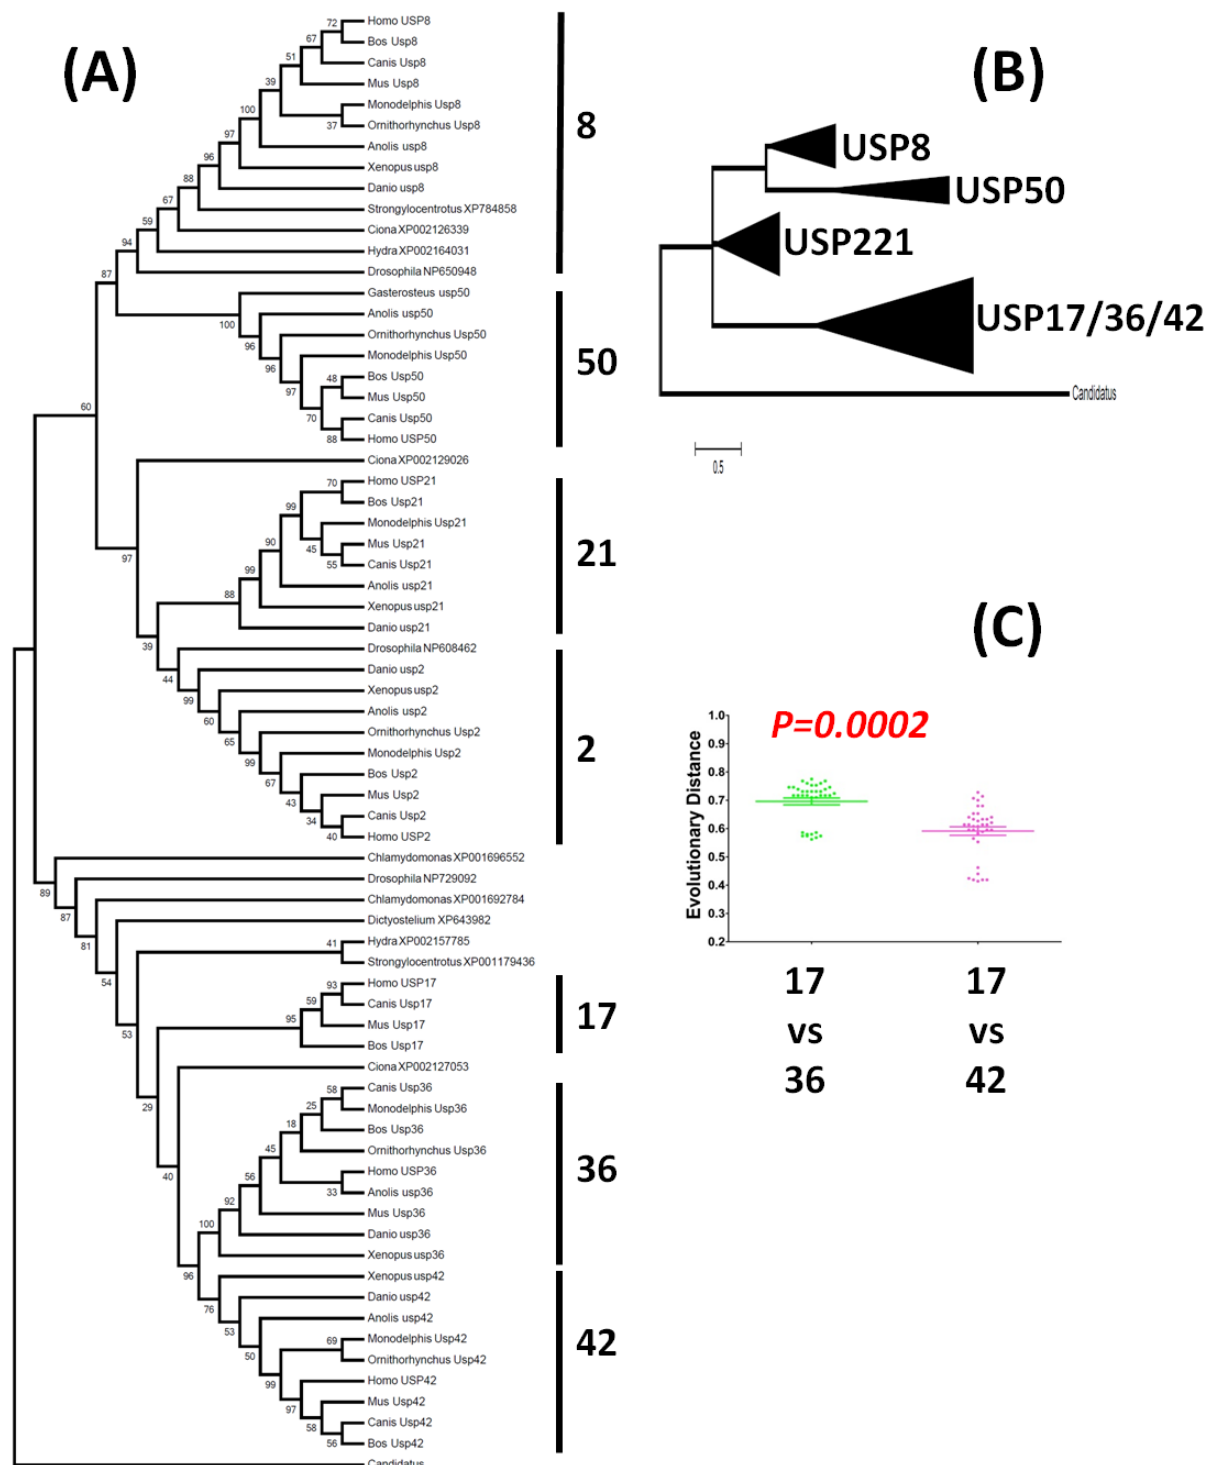 (A)
72
Homo USP8
67
Bos Usp8
51
Canis Usp8
39
Mus Usp8
100
Monodelphis Usp8
37
Ornithorhynchus Usp8
97
Anolis usp8
96
Xenopus usp8
88
Danio usp8
67
Strongylocentrotus XP784858
59
Ciona XP002126339
94
Hydra XP002164031
87
Drosophila NP650948
8
Gasterosteus usp50
100
Anolis usp50
96
Ornithorhynchus Usp50
96
Monodelphis Usp50
97
48
Bos Usp50
Mus Usp50
70
Canis Usp50
88
Homo USP50
50
60
Ciona XP002129026
70
Homo USP21
99
Bos Usp21
90
Monodelphis Usp21
45
Mus Usp21
55
Canis Usp21
99
Anolis usp21
88
Xenopus usp21
97
Danio usp21
21
39
Drosophila NP608462
44
Danio usp2
99
Xenopus usp2
60
Anolis usp2
65
Ornithorhynchus Usp2
99
Monodelphis Usp2
67
Bos Usp2
43
Mus Usp2
34
Canis Usp2
40
Homo USP2
2
Chlamydomonas XP001696552
89
Drosophila NP729092
87
Chlamydomonas XP001692784
81
Dictyostelium XP643982
54
41
Hydra XP002157785
Strongylocentrotus XP001179436
53
93
Homo USP17
59
Canis Usp17
95
Mus Usp17
Bos Usp17
17
29
Ciona XP002127053
40
58
Canis Usp36
25
Monodelphis Usp36
18
Bos Usp36
45
Ornithorhynchus Usp36
56
Homo USP36
33
Anolis usp36
92
Mus Usp36
100
Danio usp36
96
Xenopus usp36
36
76
Xenopus usp42
53
Danio usp42
50
Anolis usp42
69
Monodelphis Usp42
99
Ornithorhynchus Usp42
97
Homo USP42
58
Mus Usp42
Canis Usp42
56
Bos Usp42
42
Candidatus
(B)
USP8
USP50
USP221
USP17/36/42
Candidatus
0.5
(C)
P=0.0002
Evolutionary Distance
1.0
0.9
0.8
0.7
0.6
0.5
0.4
0.3
0.2
17
vs
36
17
vs
42